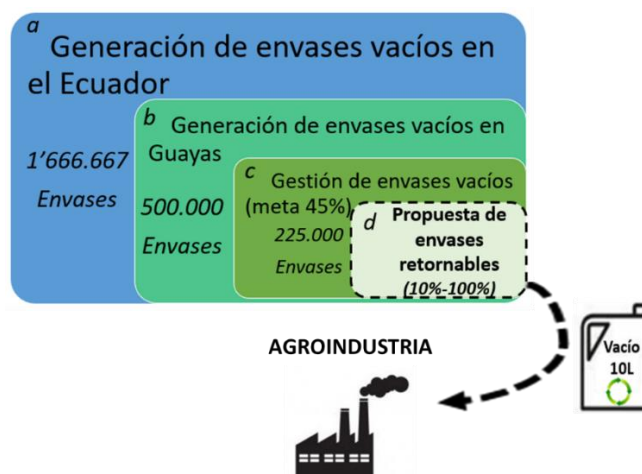 a Generación de envases vacíos en
el Ecuador
1’666.667
Envases
b Generación de envases vacíos en
Guayas
500.000
Envases
c Gestión de envases vacíos
(meta 45%)
225.000
Envases
d Propuesta de
envases
retornables
(10%-100%)
AGROINDUSTRIA
Vacío
10L